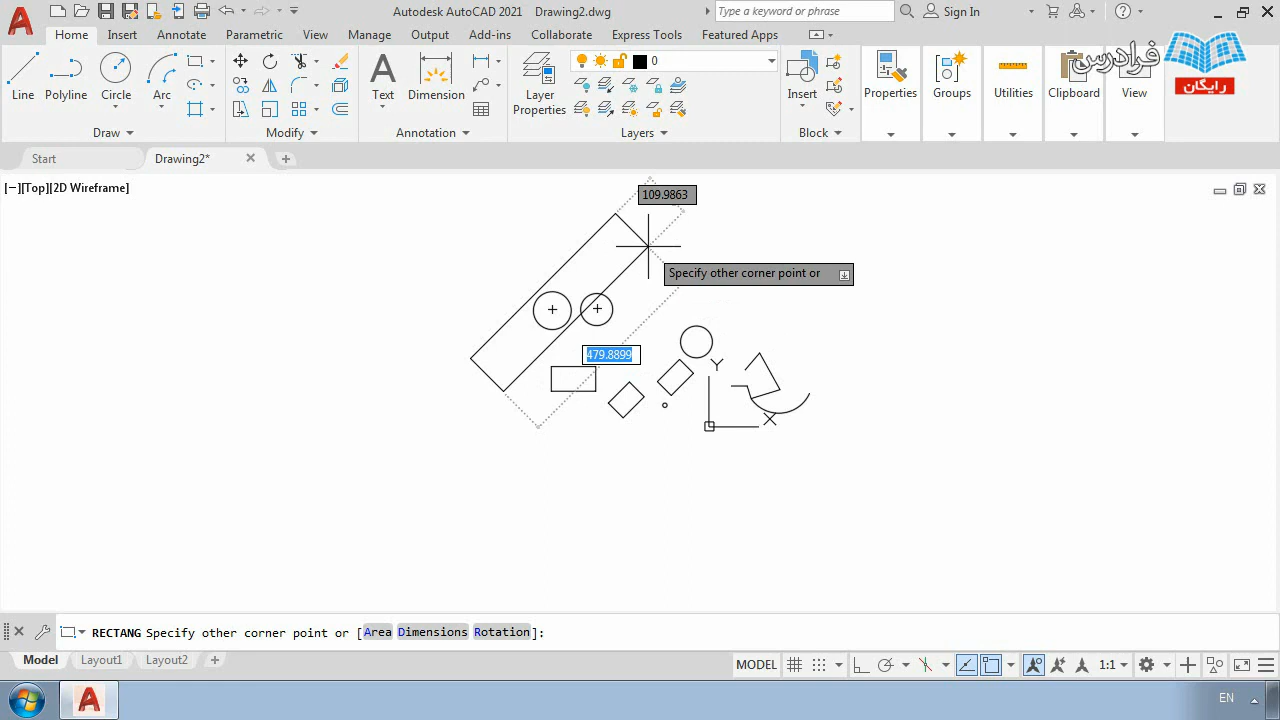 Autodesk AutoCAD 2021 Drawing2.dwg
Type a keyword or phrase
Sign In
Home Insert Annotate Parametric View Manage Output Add-ins Collaborate Express Tools Featured Apps
Line Polyline Circle Arc
Text Dimension
Layer
Properties
0
Insert
Properties Groups Utilities Clipboard View
Draw Modify Annotation Layers Block
فرادرس
رایگان
Start Drawing2*
[−][Top][2D Wireframe]
109.9863
Specify other corner point or
479.8899
Y
X
RECTANG Specify other corner point or [Area Dimensions Rotation]:
Model Layout1 Layout2
MODEL
1:1
EN